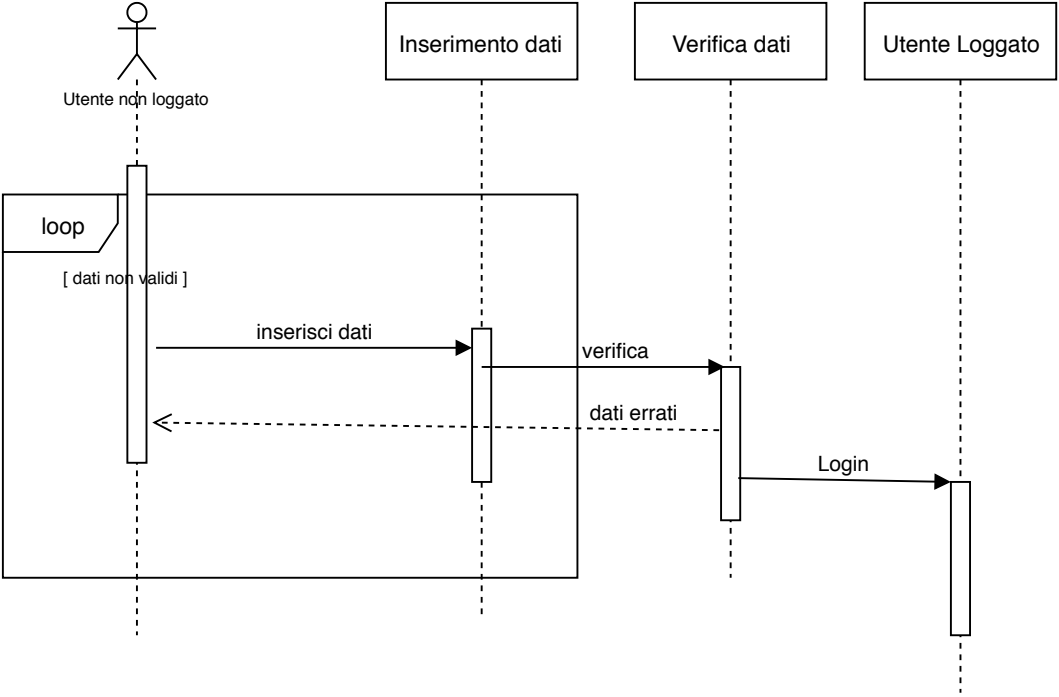 Inserimento dati
Verifica dati
Utente Loggato
Utente non loggato
loop
[ dati non validi ]
inserisci dati
verifica
dati errati
Login